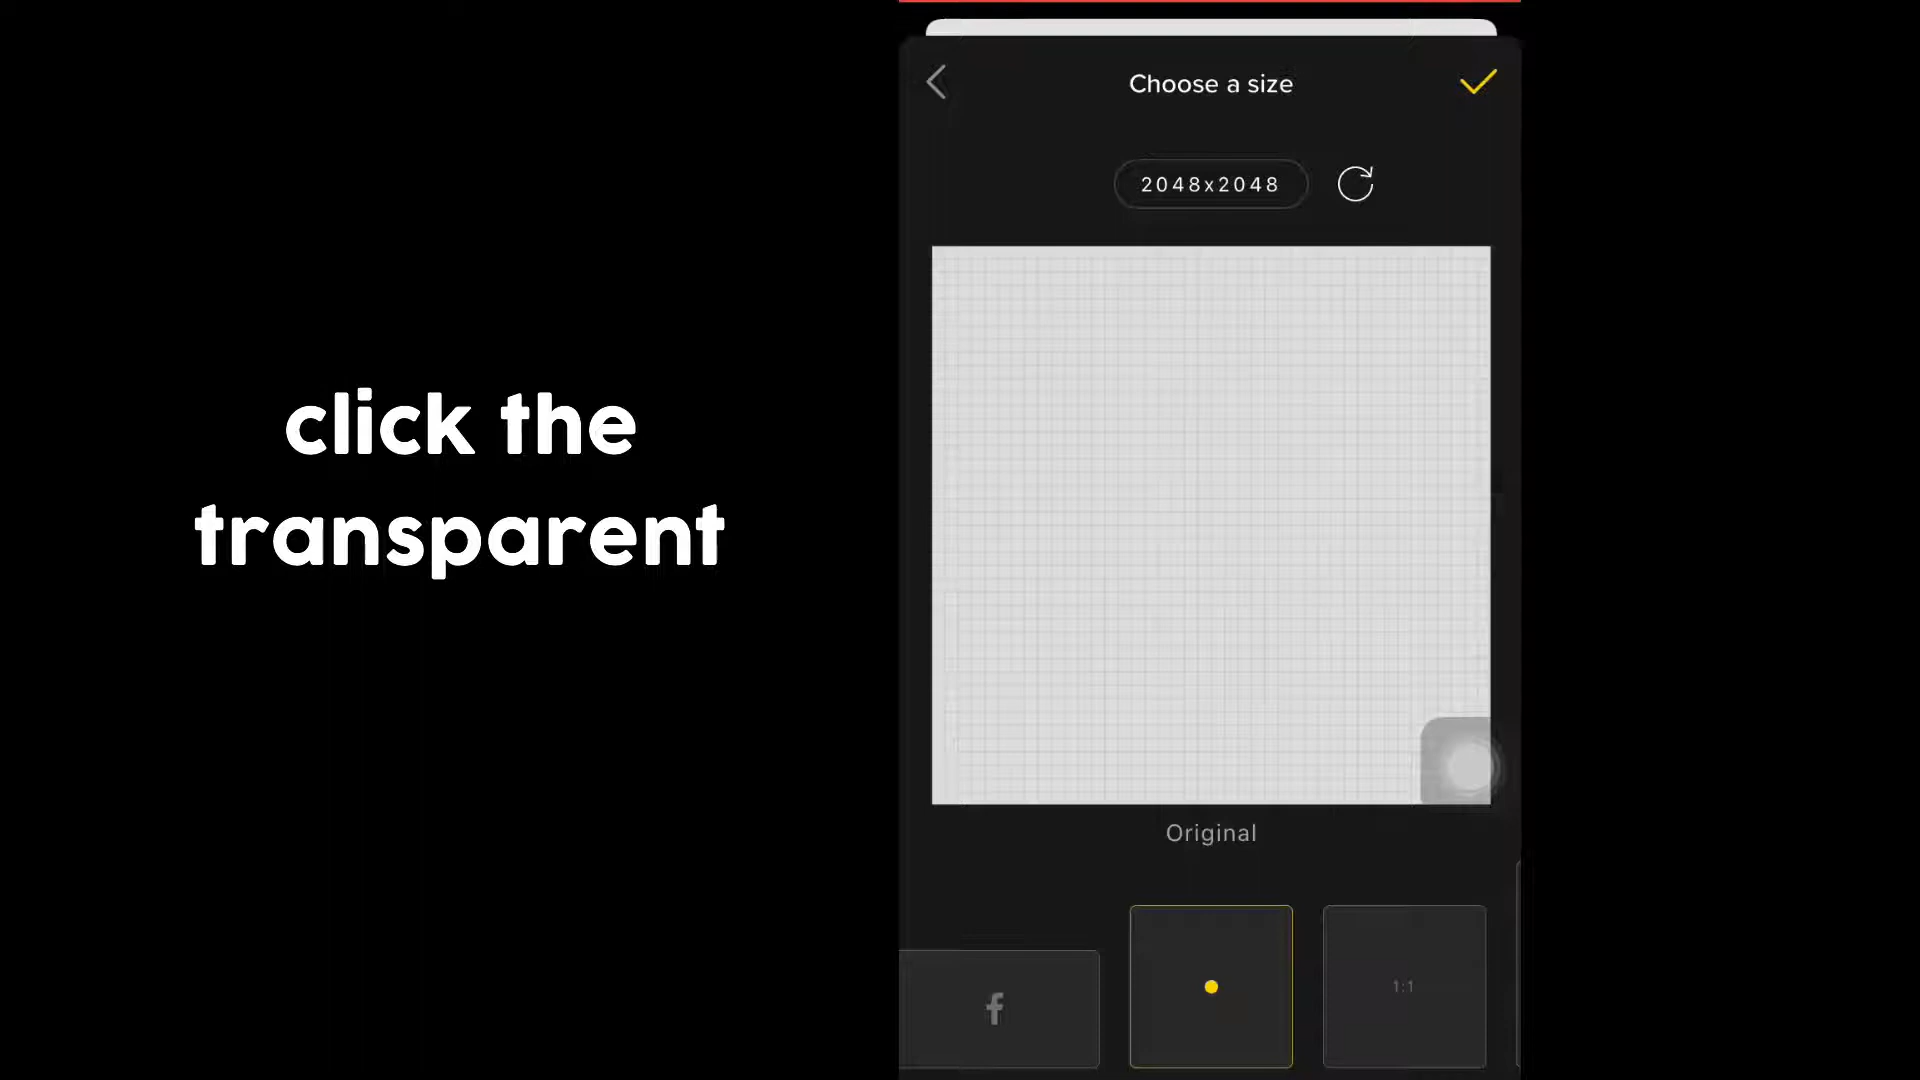 click the
transparent
Choose a size
2048x2048
Original
f
1:1